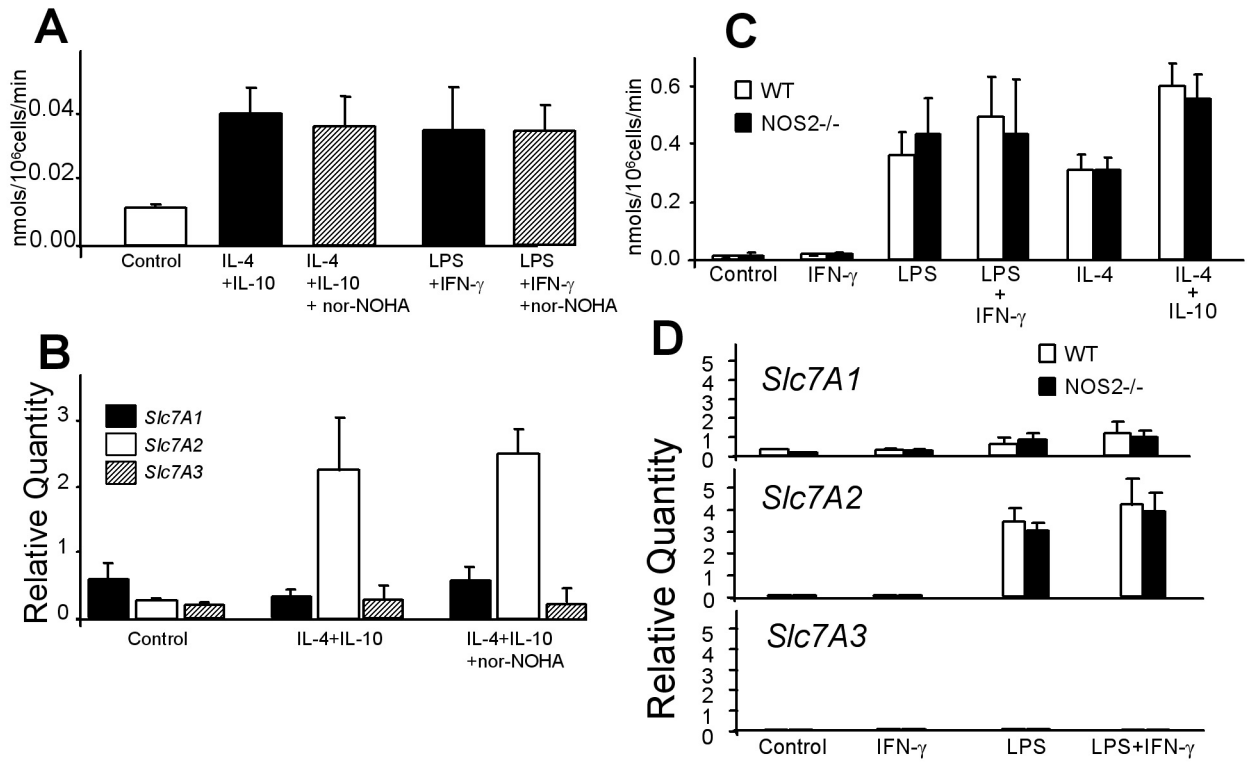 A
nmols/10⁶cells/min
0.04
0.02
0.00
Control
IL-4
+IL-10
IL-4
+IL-10
+ nor-NOHA
LPS
+IFN-γ
LPS
+IFN-γ
+nor-NOHA
B
Relative Quantity
3
2
1
0
Slc7A1
Slc7A2
Slc7A3
Control
IL-4+IL-10
IL-4+IL-10
+nor-NOHA
C
nmols/10⁶cells/min
0.6
0.4
0.2
0.0
WT
NOS2-/-
Control
IFN-γ
LPS
LPS
+
IFN-γ
IL-4
IL-4
+
IL-10
D
Relative Quantity
Relative Quantity
WT
NOS2-/-
Slc7A1
5
4
3
2
1
0
Slc7A2
5
4
3
2
1
0
Slc7A3
5
4
3
2
1
0
Control
IFN-γ
LPS
LPS+IFN-γ